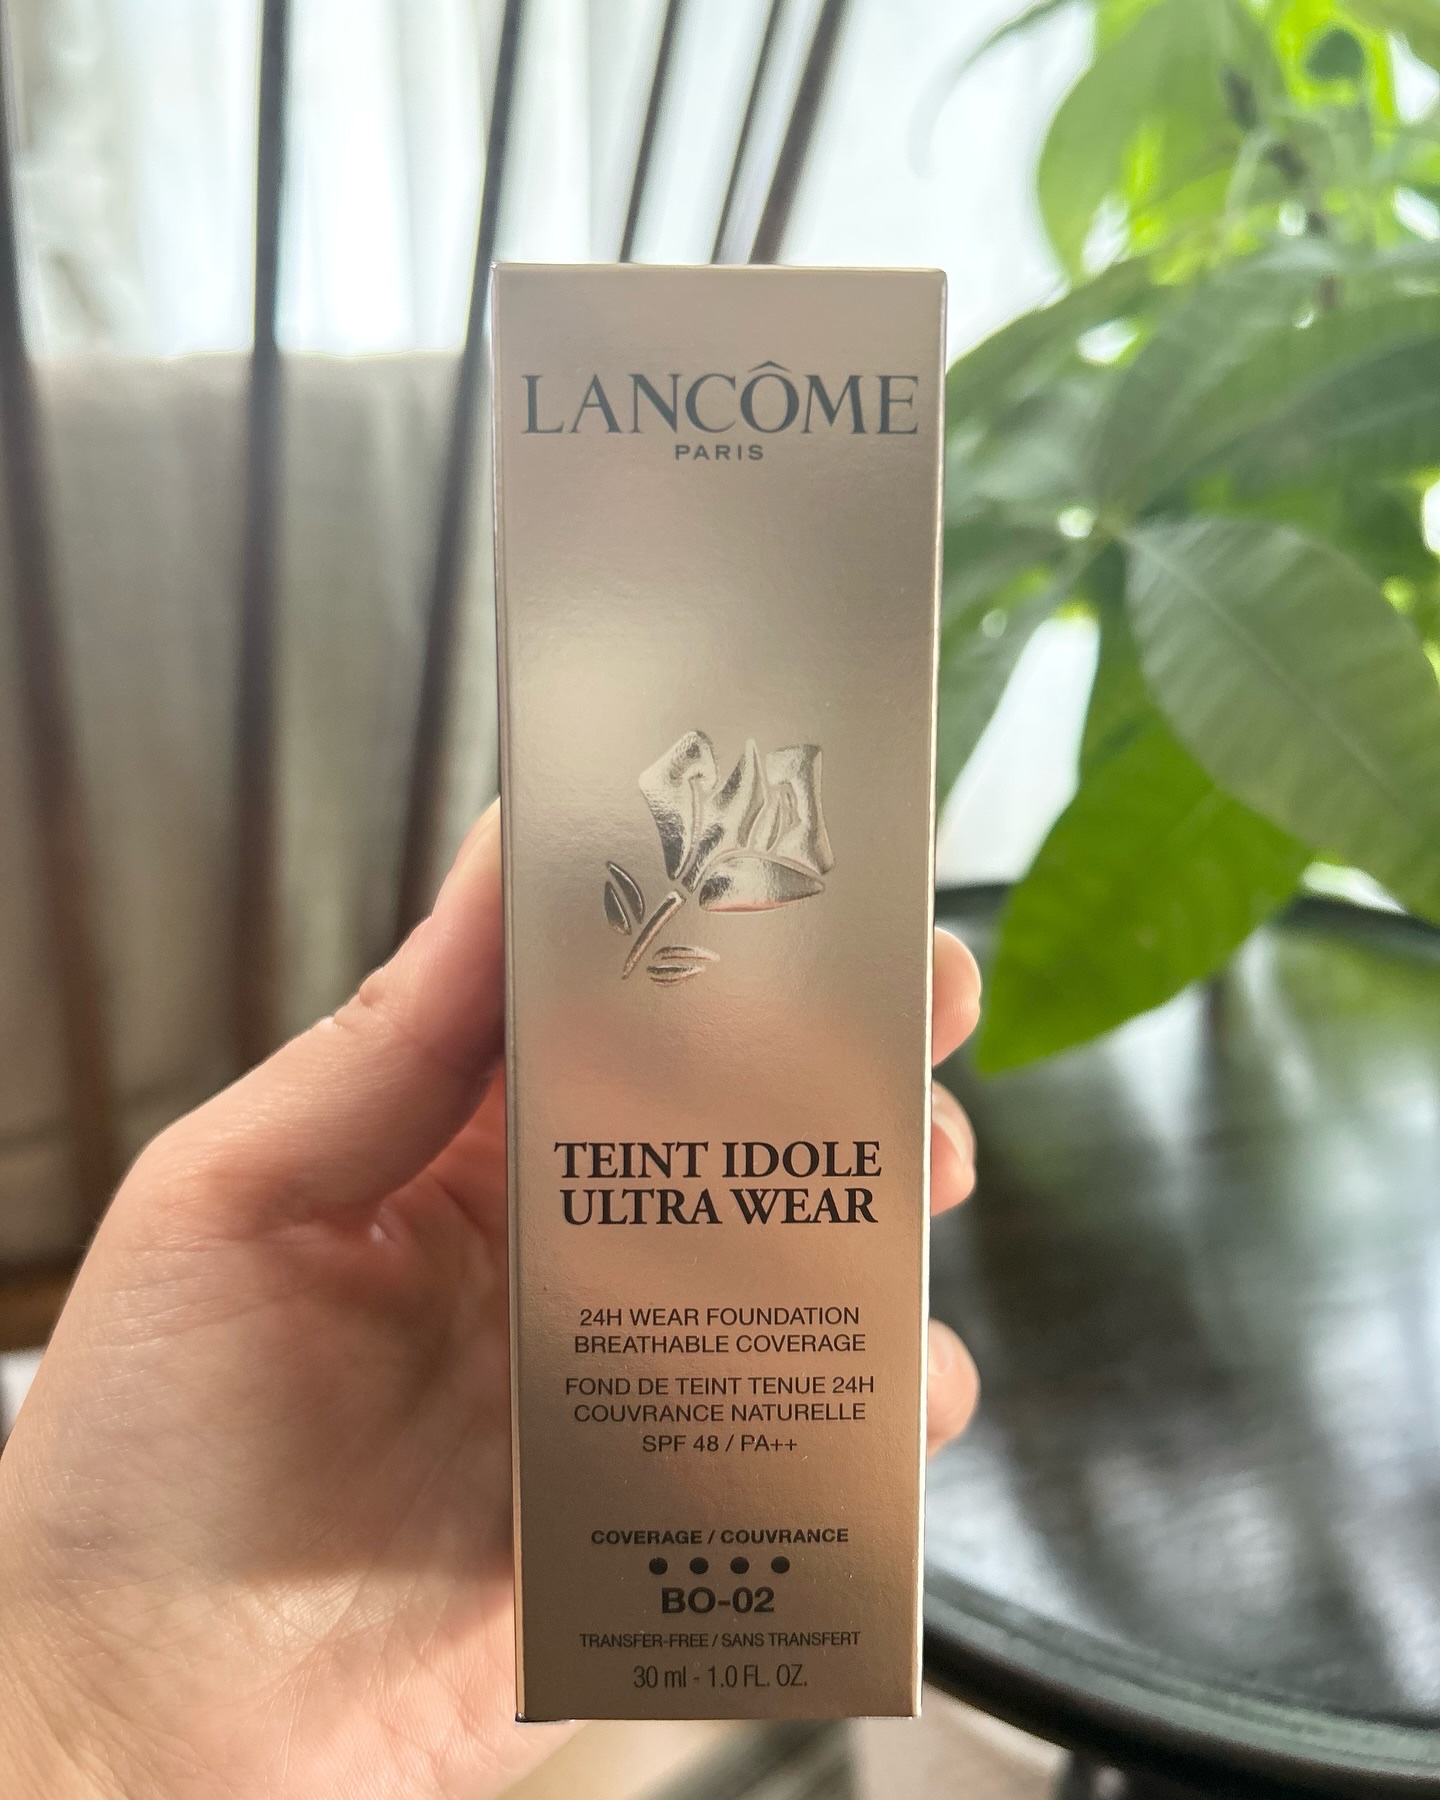 LANCÔME
PARIS
TEINT IDOLE
ULTRA WEAR
24H WEAR FOUNDATION
BREATHABLE COVERAGE
FOND DE TEINT TENUE 24H
COUVRANCE NATURELLE
SPF 48 / PA++
COVERAGE / COUVRANCE
BO-02
TRANSFER-FREE / SANS TRANSFERT
30 ml - 1.0 FL. OZ.